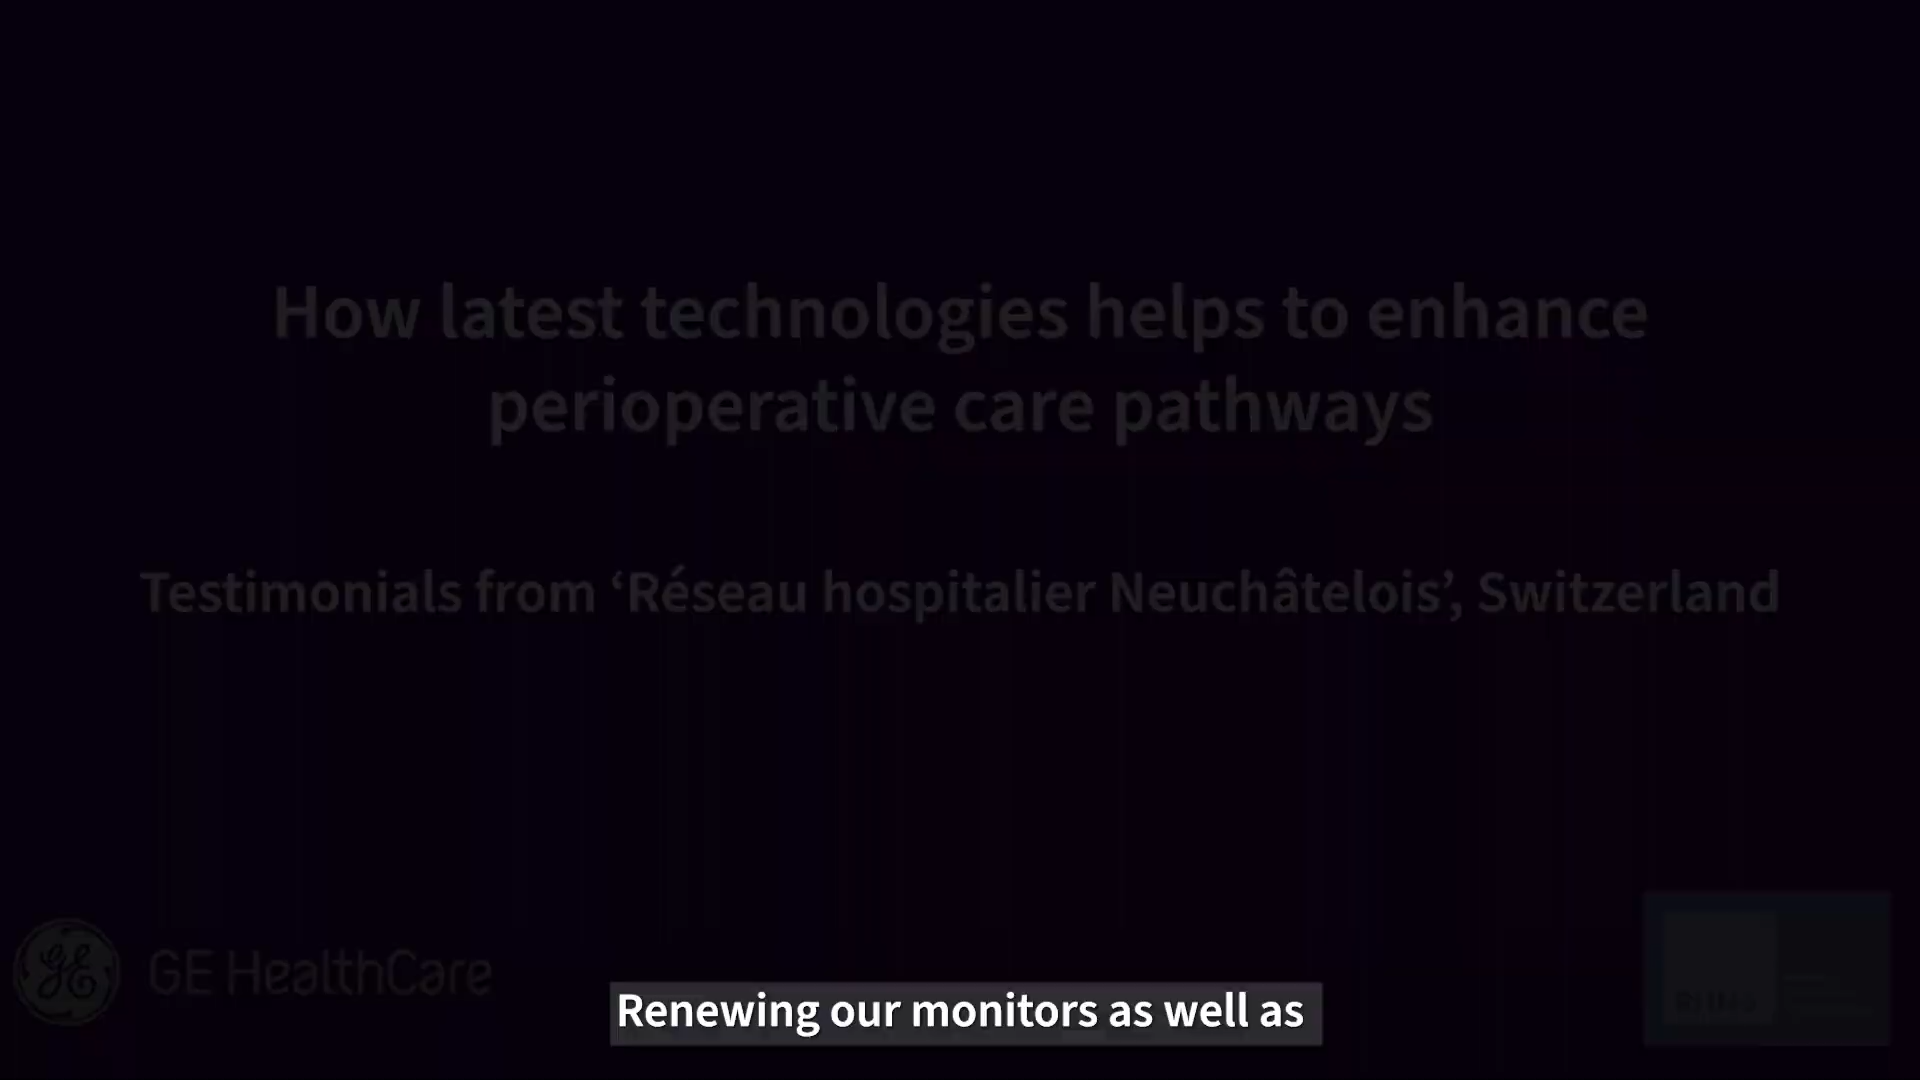 How latest technologies helps to enhance
perioperative care pathways
Testimonials from ‘Réseau hospitalier Neuchâtelois’, Switzerland
GE HealthCare
Renewing our monitors as well as